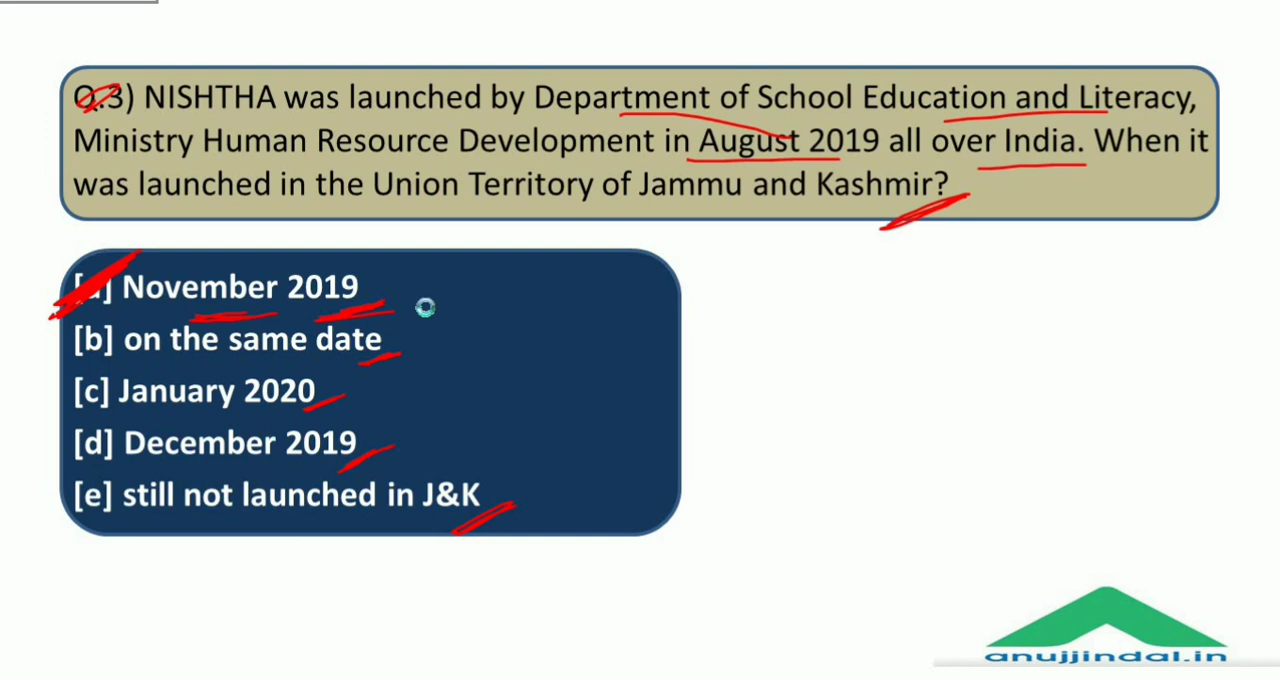 Q.3) NISHTHA was launched by Department of School Education and Literacy,
Ministry Human Resource Development in August 2019 all over India. When it
was launched in the Union Territory of Jammu and Kashmir?
[a] November 2019
[b] on the same date
[c] January 2020
[d] December 2019
[e] still not launched in J&K
anujjindal.in